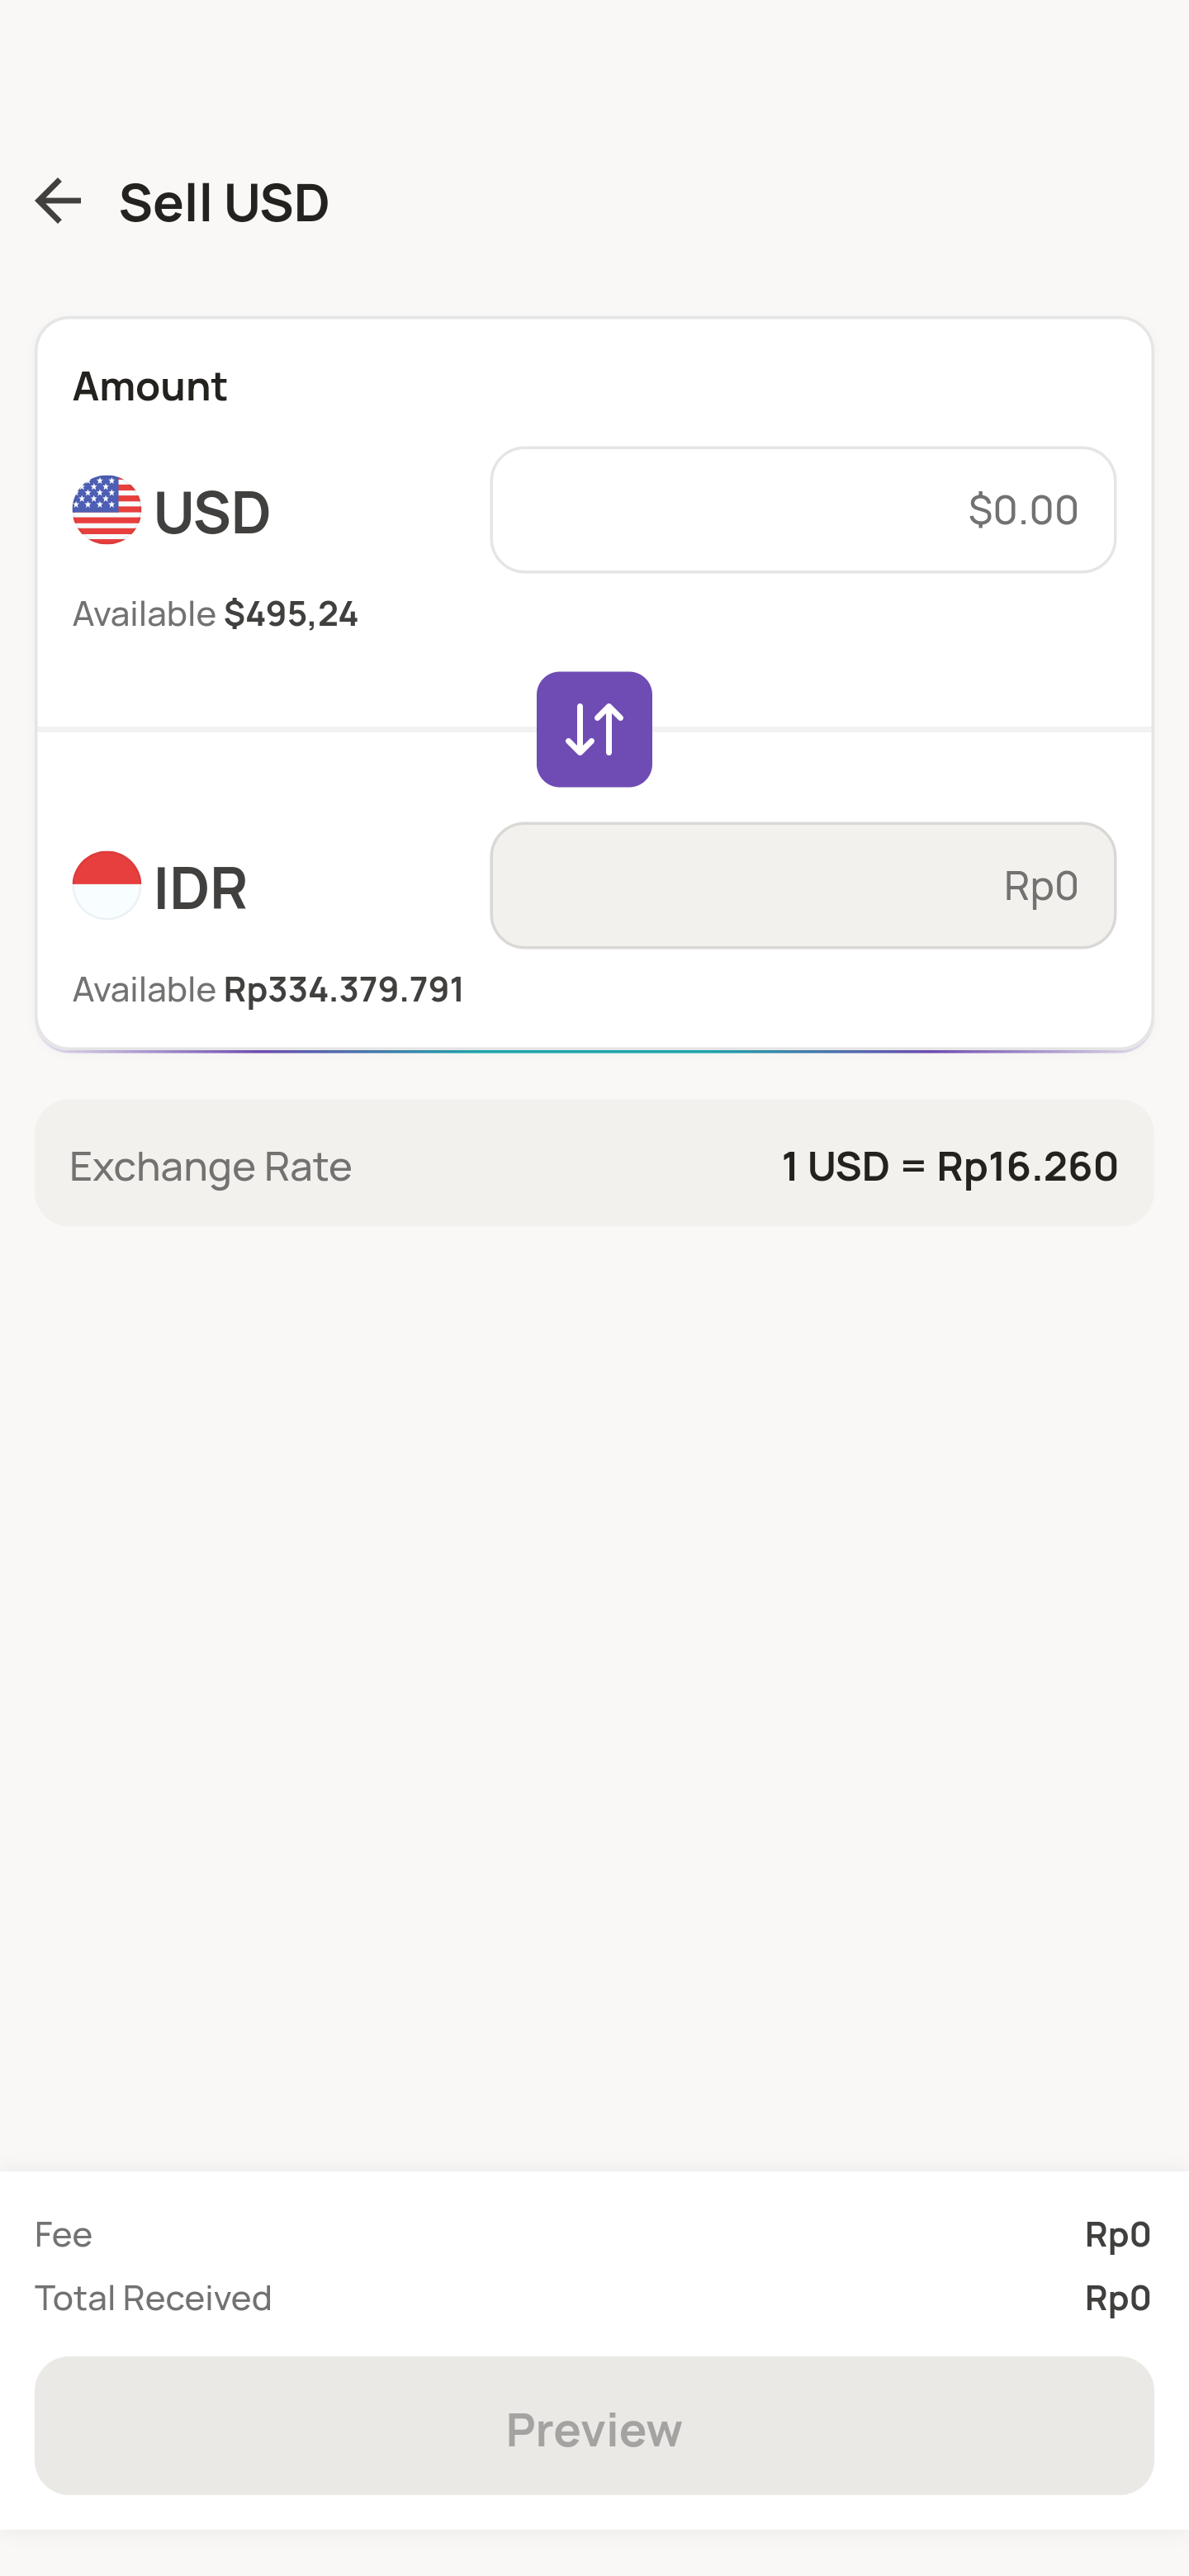 Sell USD
Amount
USD
$0.00
Available $495,24
IDR
Rp0
Available Rp334.379.791
Exchange Rate
1 USD = Rp16.260
Fee
Rp0
Total Received
Rp0
Preview